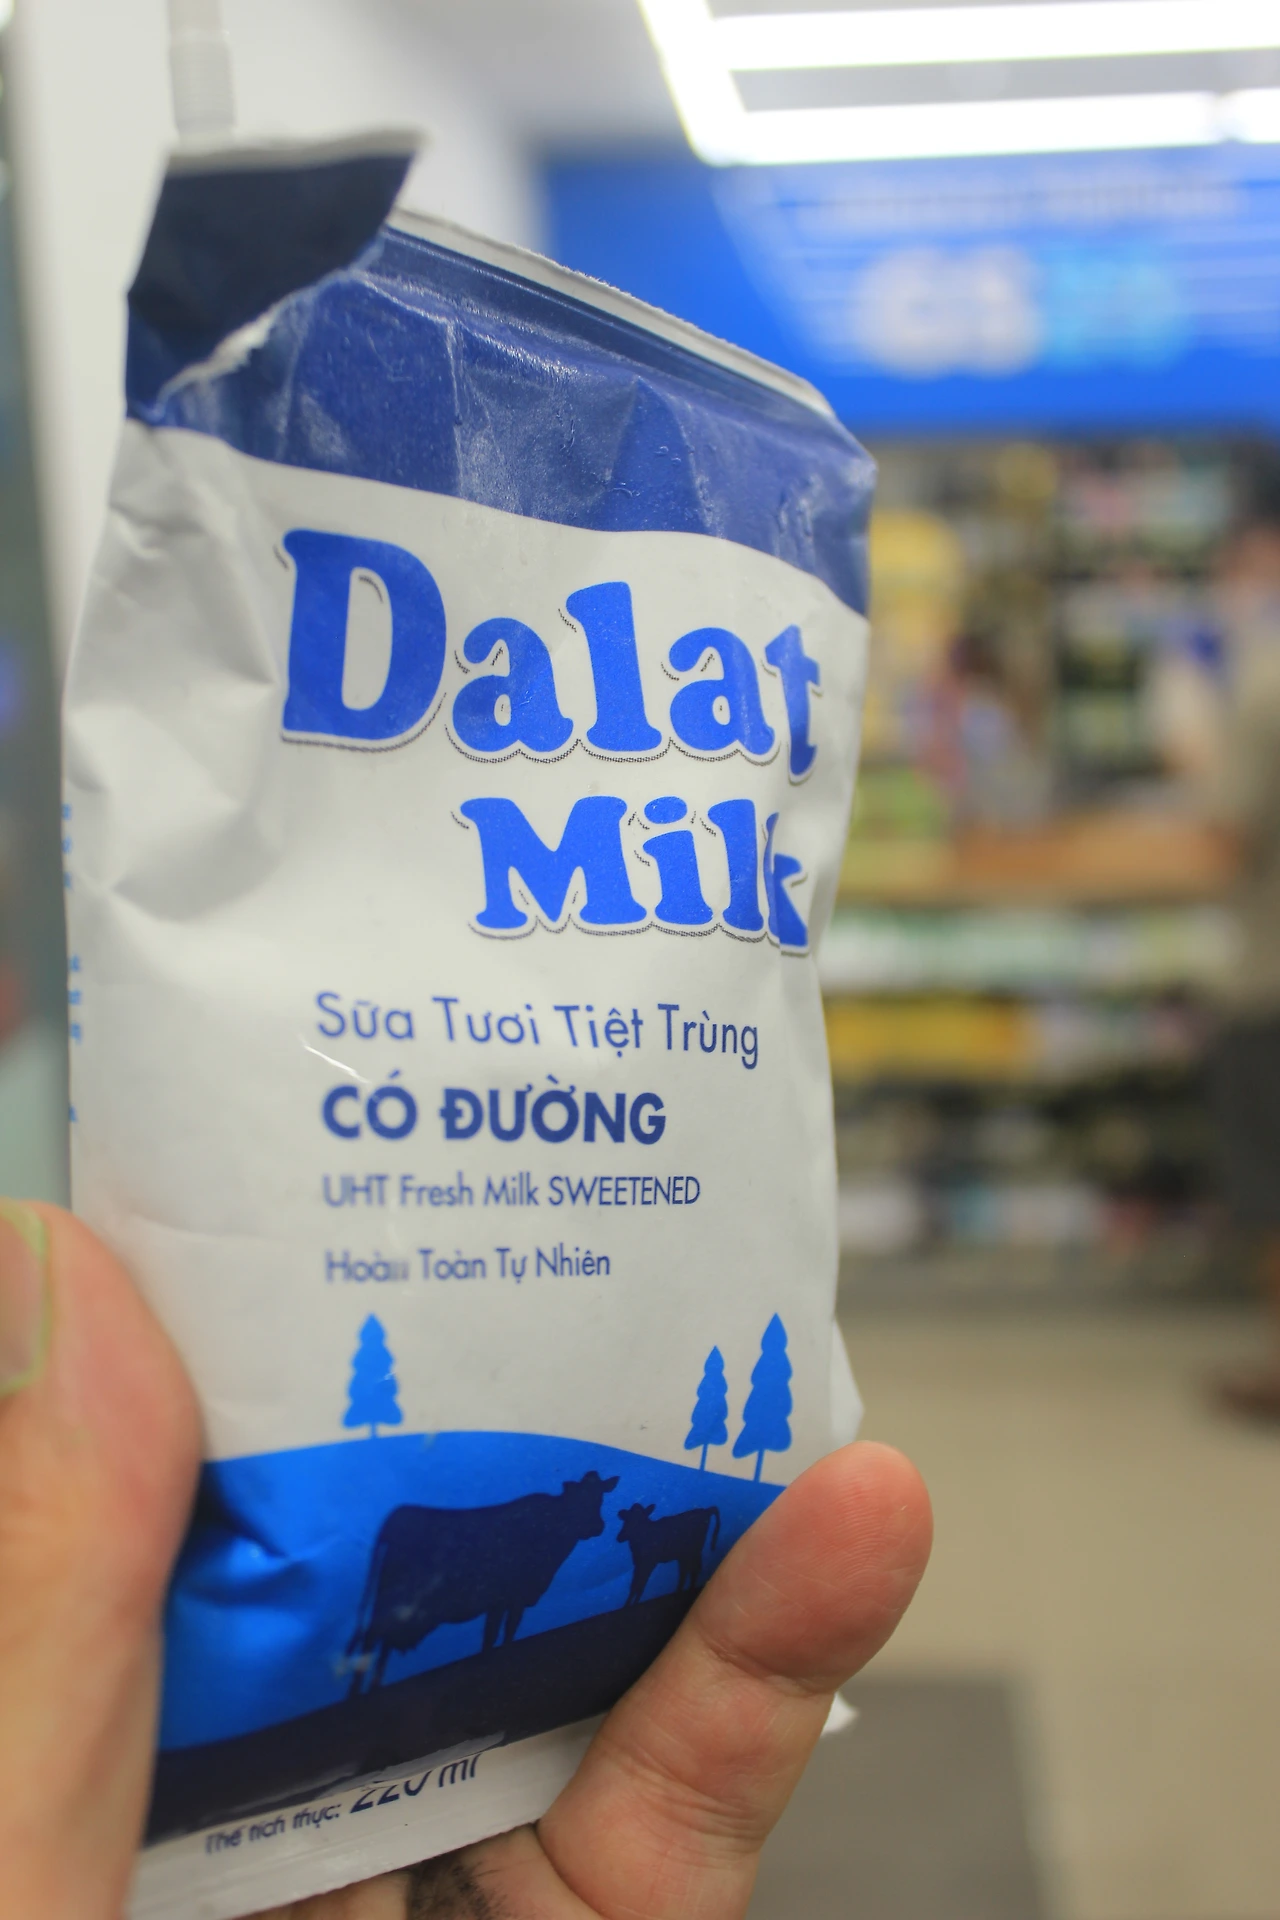 Dalat
Milk
Sữa Tươi Tiệt Trùng
CÓ ĐƯỜNG
UHT Fresh Milk SWEETENED
Hoàn Toàn Tự Nhiên
Thể tích thực: 220 ml